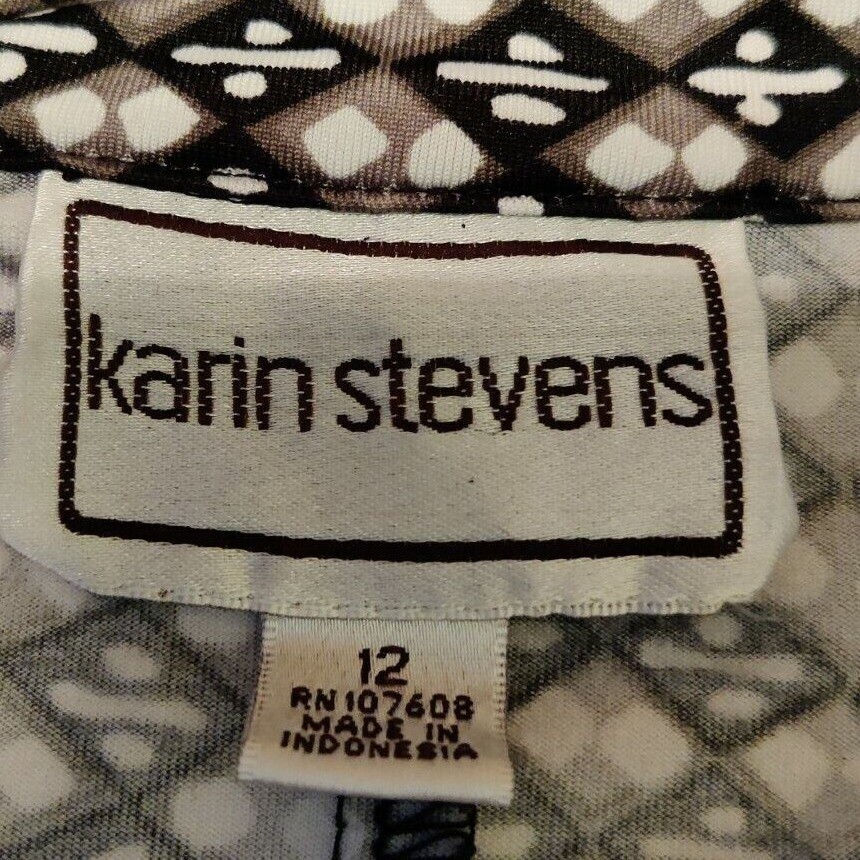 karin stevens
12
RN107608
MADE IN
INDONESIA